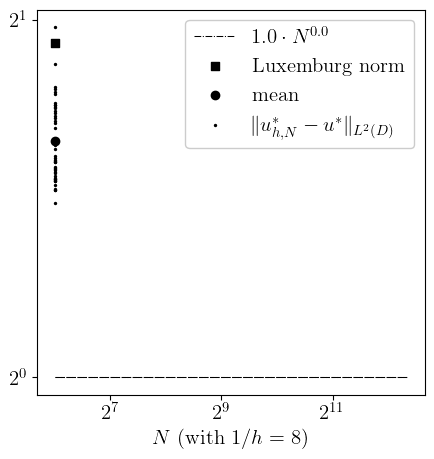 2^1
1.0 · N^{0.0}
Luxemburg norm
mean
‖u^*_{h,N} − u^*‖_{L^2(D)}
2^0
2^7 2^9 2^11
N (with 1/h = 8)